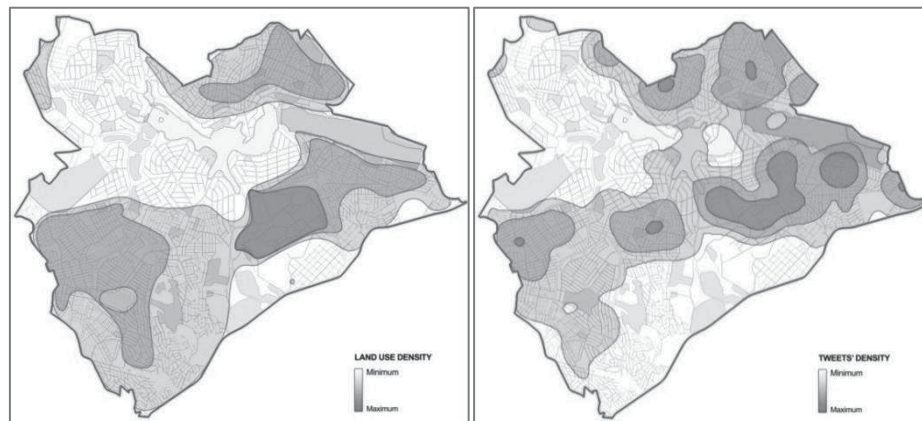 LAND USE DENSITY
Minimum
Maximum
TWEETS' DENSITY
Minimum
Maximum